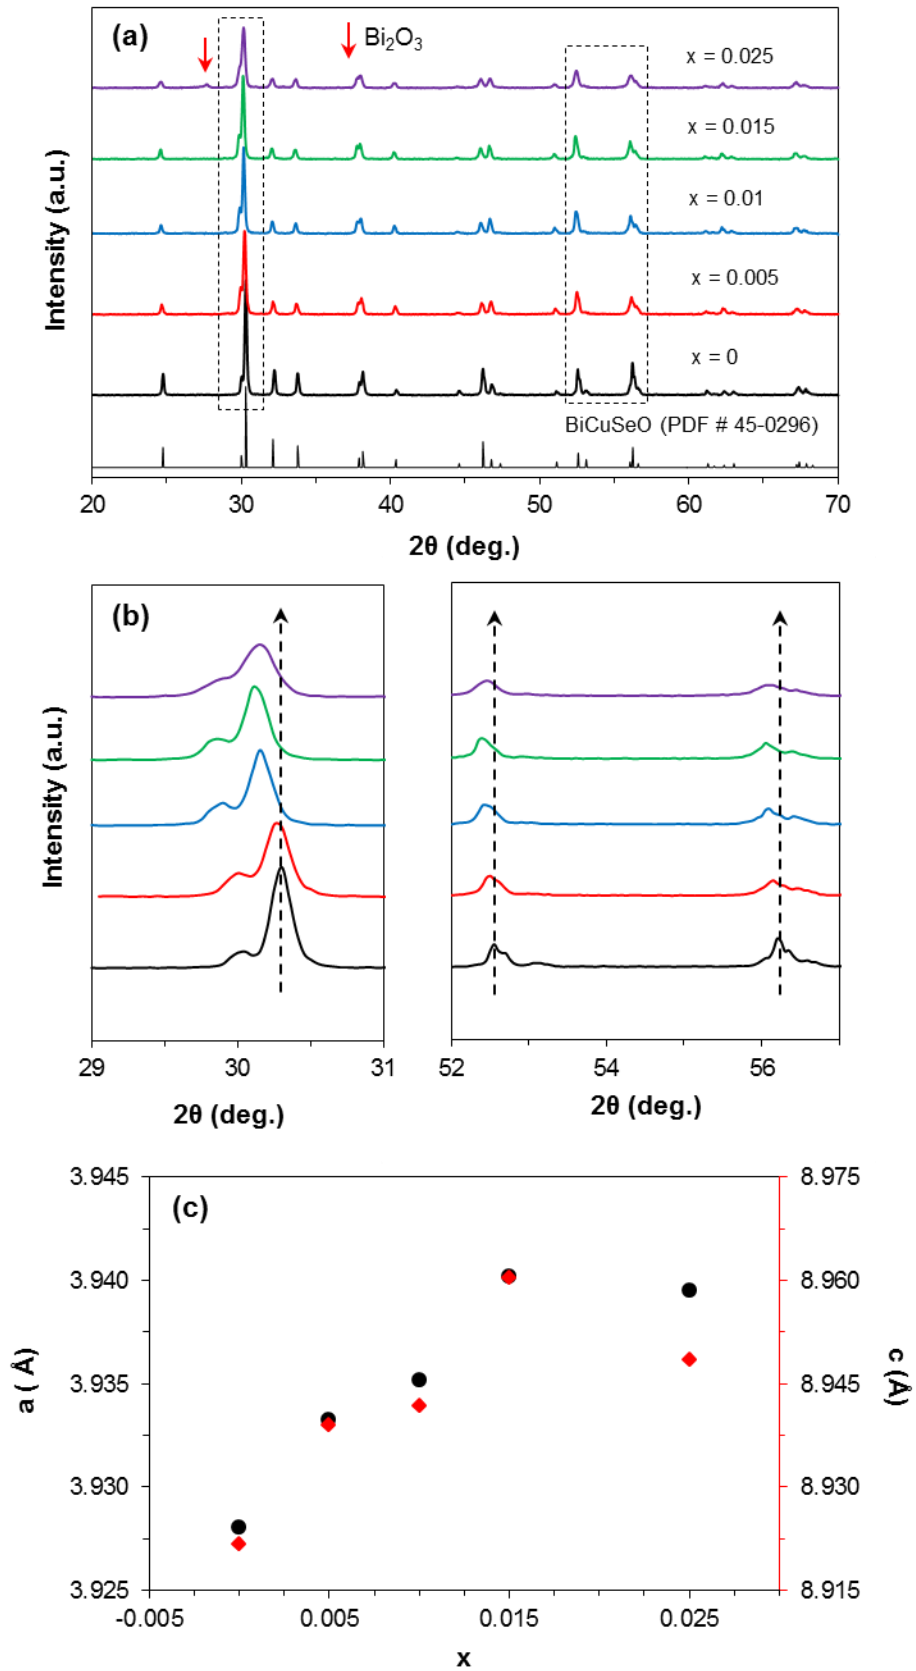 (a)
Bi₂O₃
x = 0.025
x = 0.015
x = 0.01
x = 0.005
x = 0
BiCuSeO (PDF # 45-0296)
Intensity (a.u.)
20 30 40 50 60 70
2θ (deg.)
(b)
Intensity (a.u.)
29 30 31
2θ (deg.)
52 54 56
2θ (deg.)
(c)
3.945
3.940
3.935
3.930
3.925
a ( Å)
8.975
8.960
8.945
8.930
8.915
c (Å)
-0.005 0.005 0.015 0.025
x